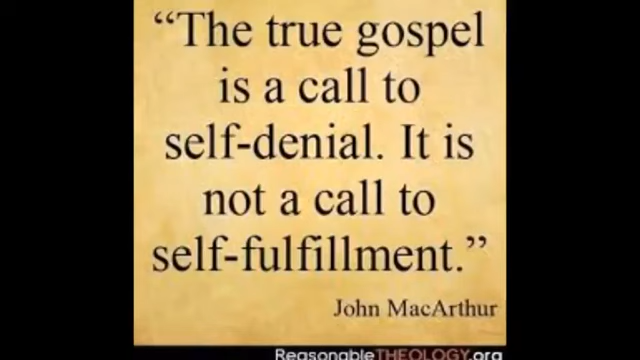 “The true gospel
is a call to
self-denial. It is
not a call to
self-fulfillment.”
John MacArthur
ReasonableTHEOLOGY.org